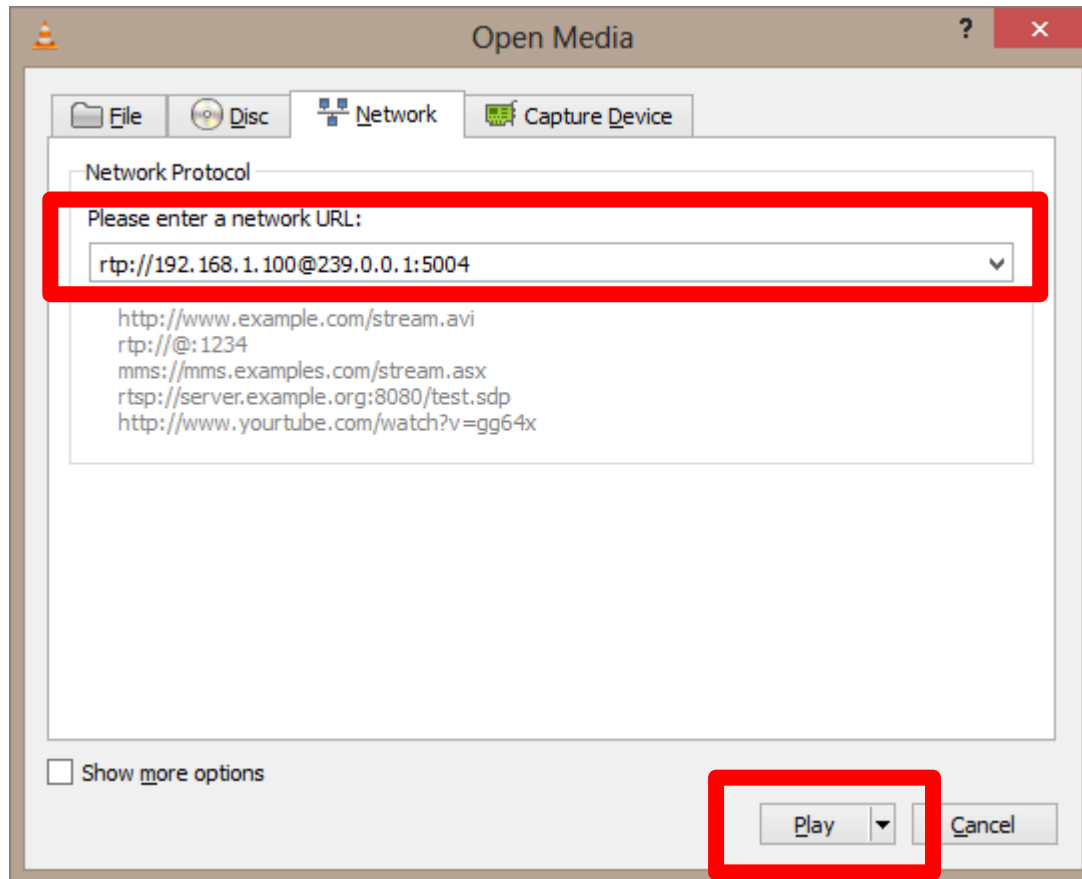 Open Media
?
×
File Disc Network Capture Device
Network Protocol
Please enter a network URL:
rtp://192.168.1.100@239.0.0.1:5004
http://www.example.com/stream.avi
rtp://@:1234
mms://mms.examples.com/stream.asx
rtsp://server.example.org:8080/test.sdp
http://www.yourtube.com/watch?v=gg64x
Show more options
Play Cancel